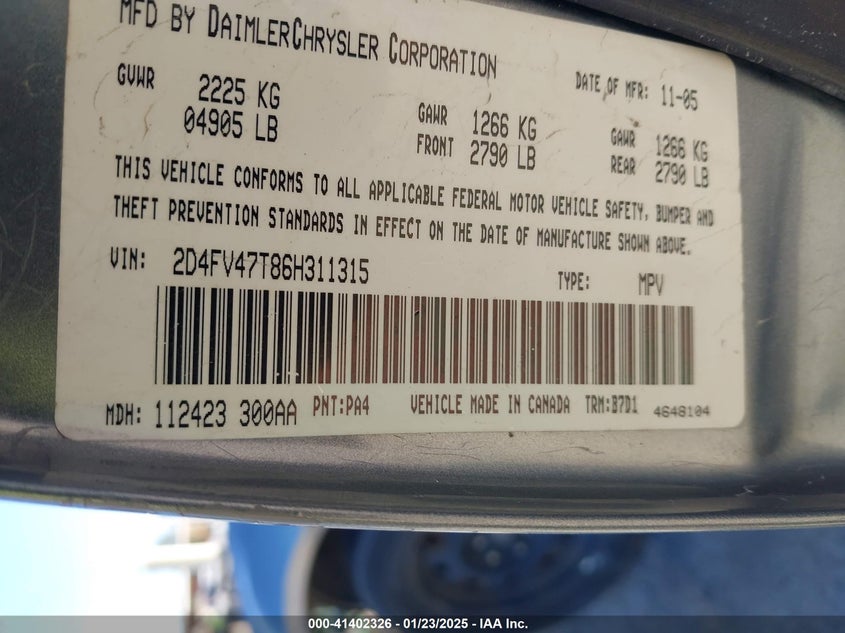 MFD BY DAIMLERCHRYSLER CORPORATION
DATE OF MFR: 11-05
GVWR 2225 KG
04905 LB
GAWR FRONT 1266 KG
2790 LB
GAWR REAR 1266 KG
2790 LB
THIS VEHICLE CONFORMS TO ALL APPLICABLE FEDERAL MOTOR VEHICLE SAFETY, BUMPER AND
THEFT PREVENTION STANDARDS IN EFFECT ON THE DATE OF MANUFACTURE SHOWN ABOVE.
VIN: 2D4FV47T86H311315 TYPE: MPV
MDH: 112423 300AA PNT:PA4 VEHICLE MADE IN CANADA TRM:B7D1 4648104
000-41402326 / 01/23/2025 - IAA Inc.